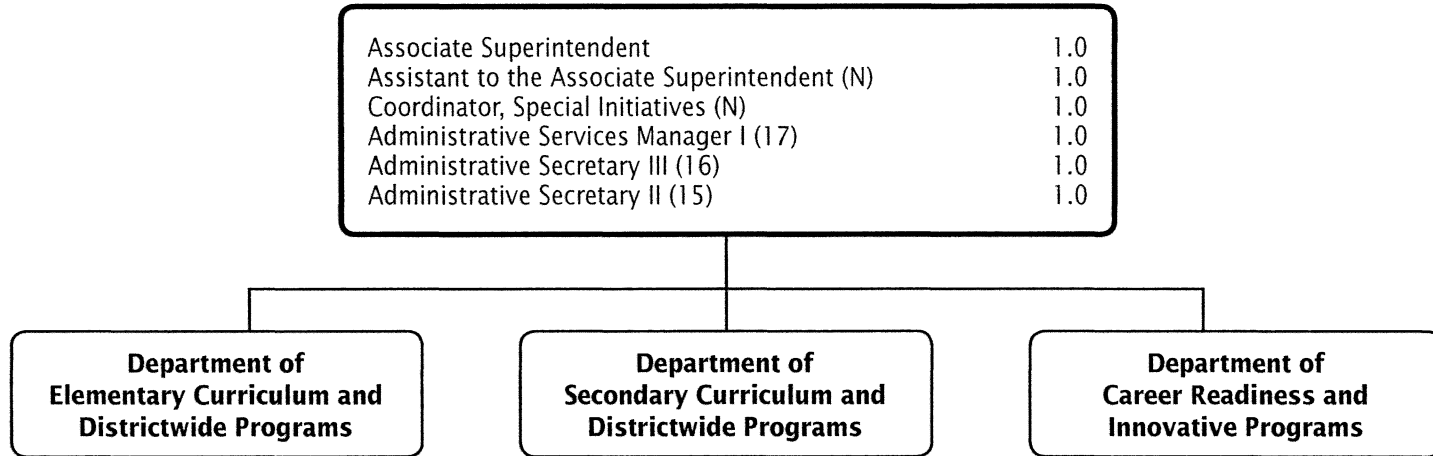 Associate Superintendent 1.0
Assistant to the Associate Superintendent (N) 1.0
Coordinator, Special Initiatives (N) 1.0
Administrative Services Manager I (17) 1.0
Administrative Secretary III (16) 1.0
Administrative Secretary II (15) 1.0
Department of
Elementary Curriculum and
Districtwide Programs
Department of
Secondary Curriculum and
Districtwide Programs
Department of
Career Readiness and
Innovative Programs